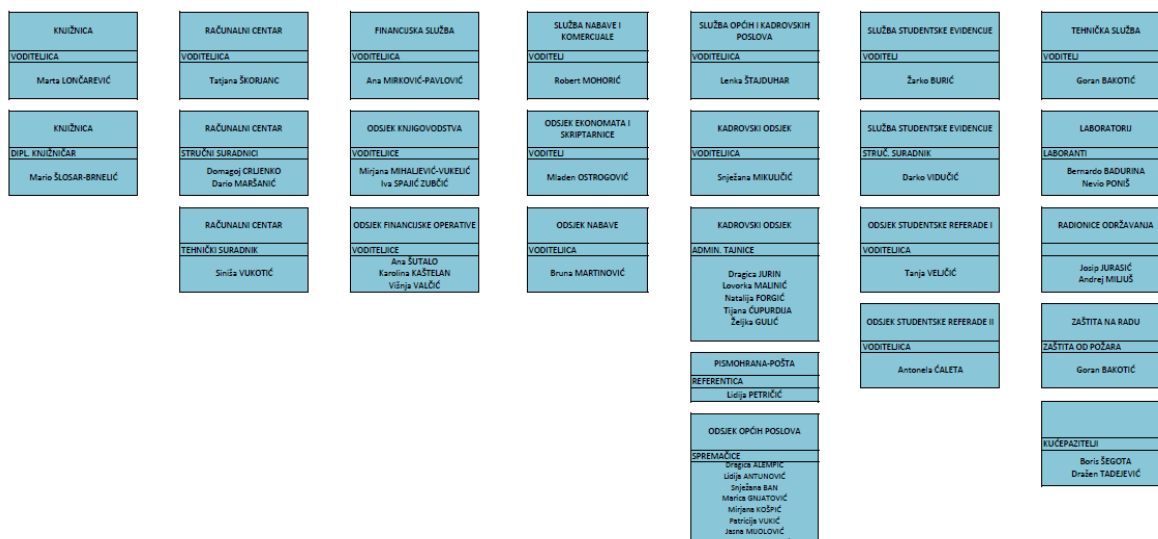 KNJIŽNICA
VODITELJICA
Marta LONČAREVIĆ
KNJIŽNICA
DIPL. KNJIŽNIČAR
Mario ŠLOSAR-BRNELIĆ
RAČUNALNI CENTAR
VODITELJICA
Tatjana ŠKORJANC
RAČUNALNI CENTAR
STRUČNI SURADNICI
Domagoj CRLJENKO
Dario MARŠANIĆ
RAČUNALNI CENTAR
TEHNIČKI SURADNIK
Siniša VUKOTIĆ
FINANCIJSKA SLUŽBA
VODITELJICA
Ana MIRKOVIĆ-PAVLOVIĆ
ODSJEK KNJIGOVODSTVA
VODITELJICE
Mirjana MIHALJEVIĆ-VUKELIĆ
Iva SPAJIĆ ZUBČIĆ
ODSJEK FINANCIJSKE OPERATIVE
VODITELJICE
Ana ŠUTALO
Karolina KAŠTELAN
Višnja VALČIĆ
SLUŽBA NABAVE I
KOMERCIJALE
VODITELJ
Robert MOHORIĆ
ODSJEK EKONOMATA I
SKRIPTARNICE
VODITELJ
Mladen OSTROGOVIĆ
ODSJEK NABAVE
VODITELJICA
Bruna MARTINOVIĆ
SLUŽBA OPĆIH I KADROVSKIH
POSLOVA
VODITELJICA
Lenka ŠTAJDUHAR
KADROVSKI ODSJEK
VODITELJICA
Snježana MIKULIČIĆ
KADROVSKI ODSJEK
ADMIN. TAJNICE
Dragica JURIN
Lovorka MALINIĆ
Natalija FORGIĆ
Tijana ĆUPURDIJA
Željka GULIĆ
PISMOHRANA-POŠTA
REFERENTICA
Lidija PETRIČIĆ
ODSJEK OPĆIH POSLOVA
SPREMAČICE
Dragica ALEMPIĆ
Lidija ANTUNOVIĆ
Snježana BAN
Marica GNJATOVIĆ
Mirjana KOŠPIĆ
Patricija VUKIĆ
Jasna MIJOLOVIĆ
SLUŽBA STUDENTSKE EVIDENCIJE
VODITELJ
Žarko BURIĆ
SLUŽBA STUDENTSKE EVIDENCIJE
STRUČ. SURADNIK
Darko VIDUČIĆ
ODSJEK STUDENTSKE REFERADE I
VODITELJICA
Tanja VELJČIĆ
ODSJEK STUDENTSKE REFERADE II
VODITELJICA
Antonela ĆALETA
TEHNIČKA SLUŽBA
VODITELJ
Goran BAKOTIĆ
LABORATORIJ
LABORANTI
Bernardo BADURINA
Nevio PONIŠ
RADIONICE ODRŽAVANJA
Josip JURASIĆ
Andrej MILJUŠ
ZAŠTITA NA RADU
ZAŠTITA OD POŽARA
Goran BAKOTIĆ
KUĆEPAZITELJI
Boris ŠEGOTA
Dražen TADEJEVIĆ